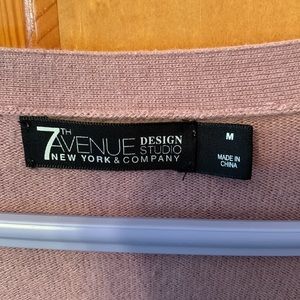 7TH AVENUE DESIGN STUDIO
NEW YORK & COMPANY
M
MADE IN
CHINA